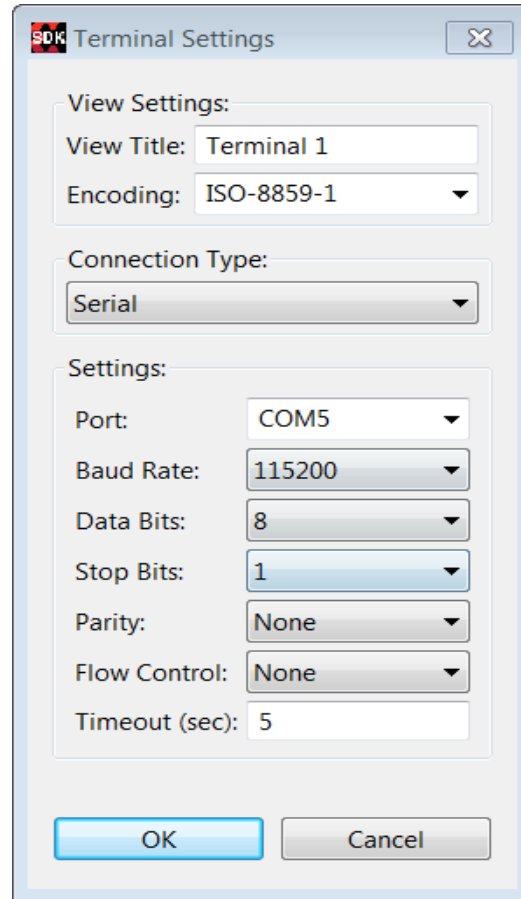 SDK Terminal Settings
View Settings:
View Title: Terminal 1
Encoding: ISO-8859-1
Connection Type:
Serial
Settings:
Port: COM5
Baud Rate: 115200
Data Bits: 8
Stop Bits: 1
Parity: None
Flow Control: None
Timeout (sec): 5
OK Cancel